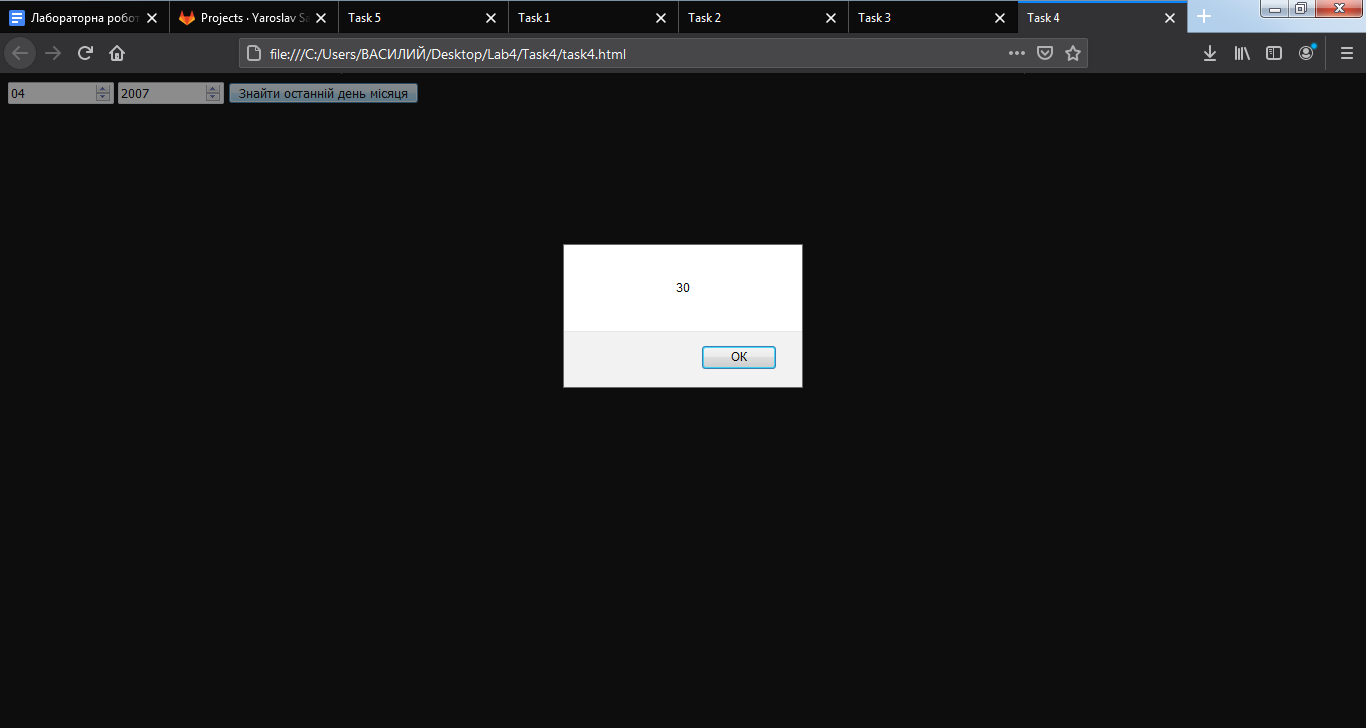 Лабораторна робот
Projects · Yaroslav Sa
Task 5
Task 1
Task 2
Task 3
Task 4
file:///C:/Users/ВАСИЛИЙ/Desktop/Lab4/Task4/task4.html
04
2007
Знайти останній день місяця
30
OK